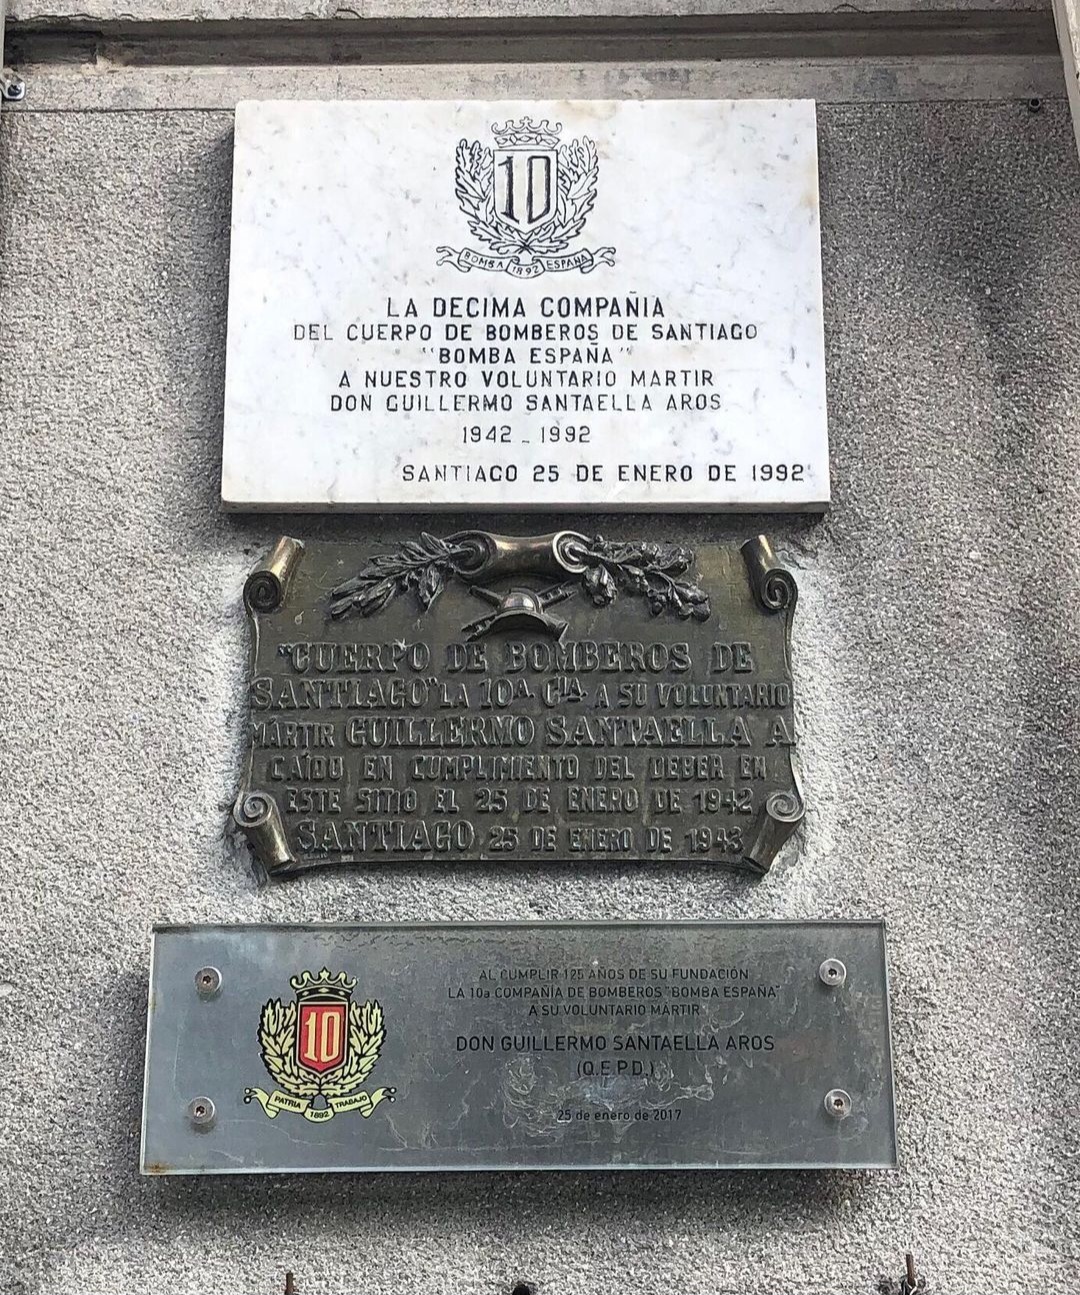 10
BOMBA 1892 ESPAÑA
LA DECIMA COMPAÑIA
DEL CUERPO DE BOMBEROS DE SANTIAGO
"BOMBA ESPAÑA"
A NUESTRO VOLUNTARIO MARTIR
DON GUILLERMO SANTAELLA AROS
1942 - 1992
SANTIAGO 25 DE ENERO DE 1992
"CUERPO DE BOMBEROS DE
SANTIAGO" LA 10A. CIA. A SU VOLUNTARIO
MÁRTIR GUILLERMO SANTAELLA A
CAÍDO EN CUMPLIMIENTO DEL DEBER EN
ESTE SITIO EL 25 DE ENERO DE 1942
SANTIAGO 25 DE ENERO DE 1943
10
PATRIA 1892 TRABAJO
AL CUMPLIR 125 AÑOS DE SU FUNDACIÓN
LA 10a COMPAÑÍA DE BOMBEROS "BOMBA ESPAÑA"
A SU VOLUNTARIO MÁRTIR
DON GUILLERMO SANTAELLA AROS
(Q.E.P.D.)
25 de enero de 2017